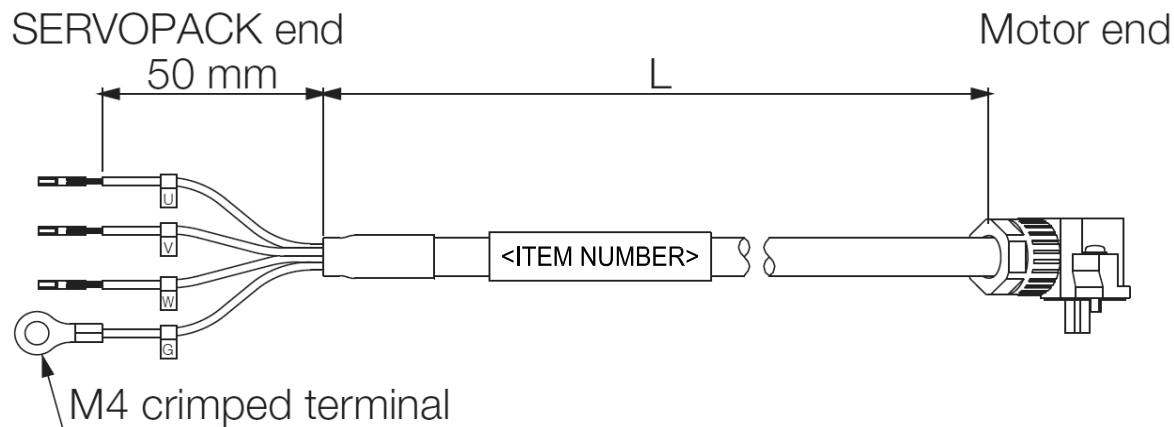 SERVOPACK end
Motor end
50 mm
L
U
V
<ITEM NUMBER>
W
G
M4 crimped terminal